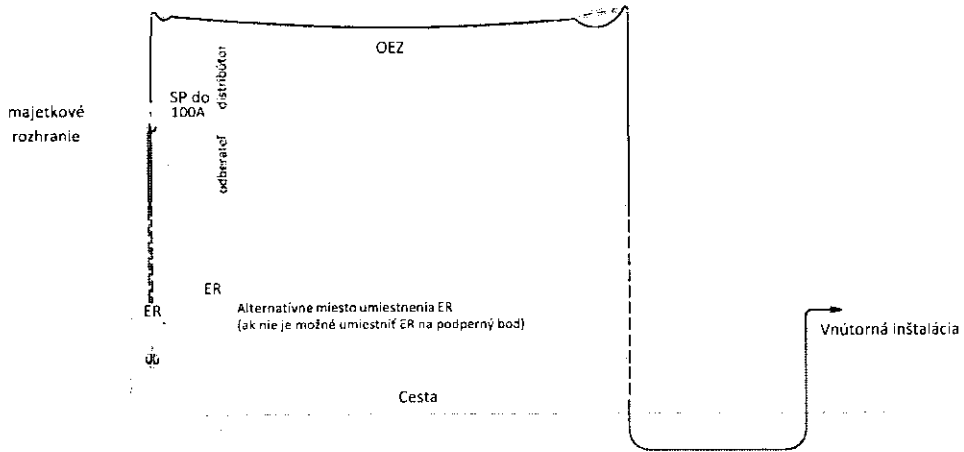 OEZ
distribútor
SP do
100A
majetkové
rozhranie
odberateľ
ER
ER
Alternatívne miesto umiestnenia ER
(ak nie je možné umiestniť ER na podperný bod)
Vnútorná inštalácia
Cesta